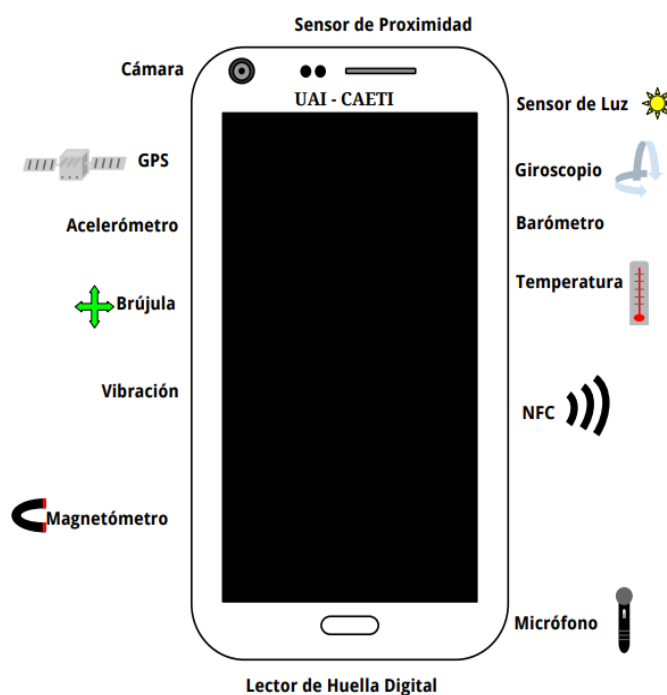 Sensor de Proximidad
Cámara
UAI - CAETI
Sensor de Luz
GPS
Giroscopio
Acelerómetro
Barómetro
Brújula
Temperatura
Vibración
NFC
Magnetómetro
Micrófono
Lector de Huella Digital